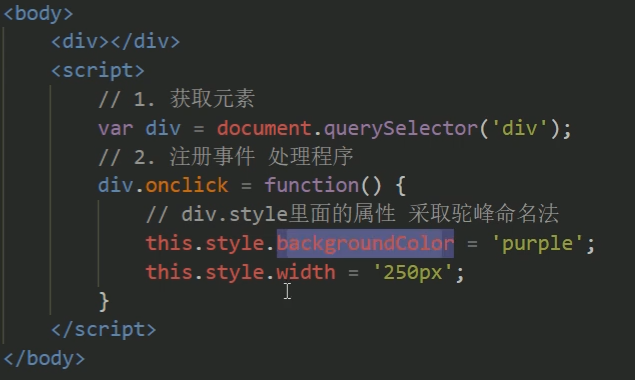 <body>
    <div></div>
    <script>
        // 1. 获取元素
        var div = document.querySelector('div');
        // 2. 注册事件 处理程序
        div.onclick = function() {
            // div.style里面的属性 采取驼峰命名法
            this.style.backgroundColor = 'purple';
            this.style.width = '250px';
        }
    </script>
</body>